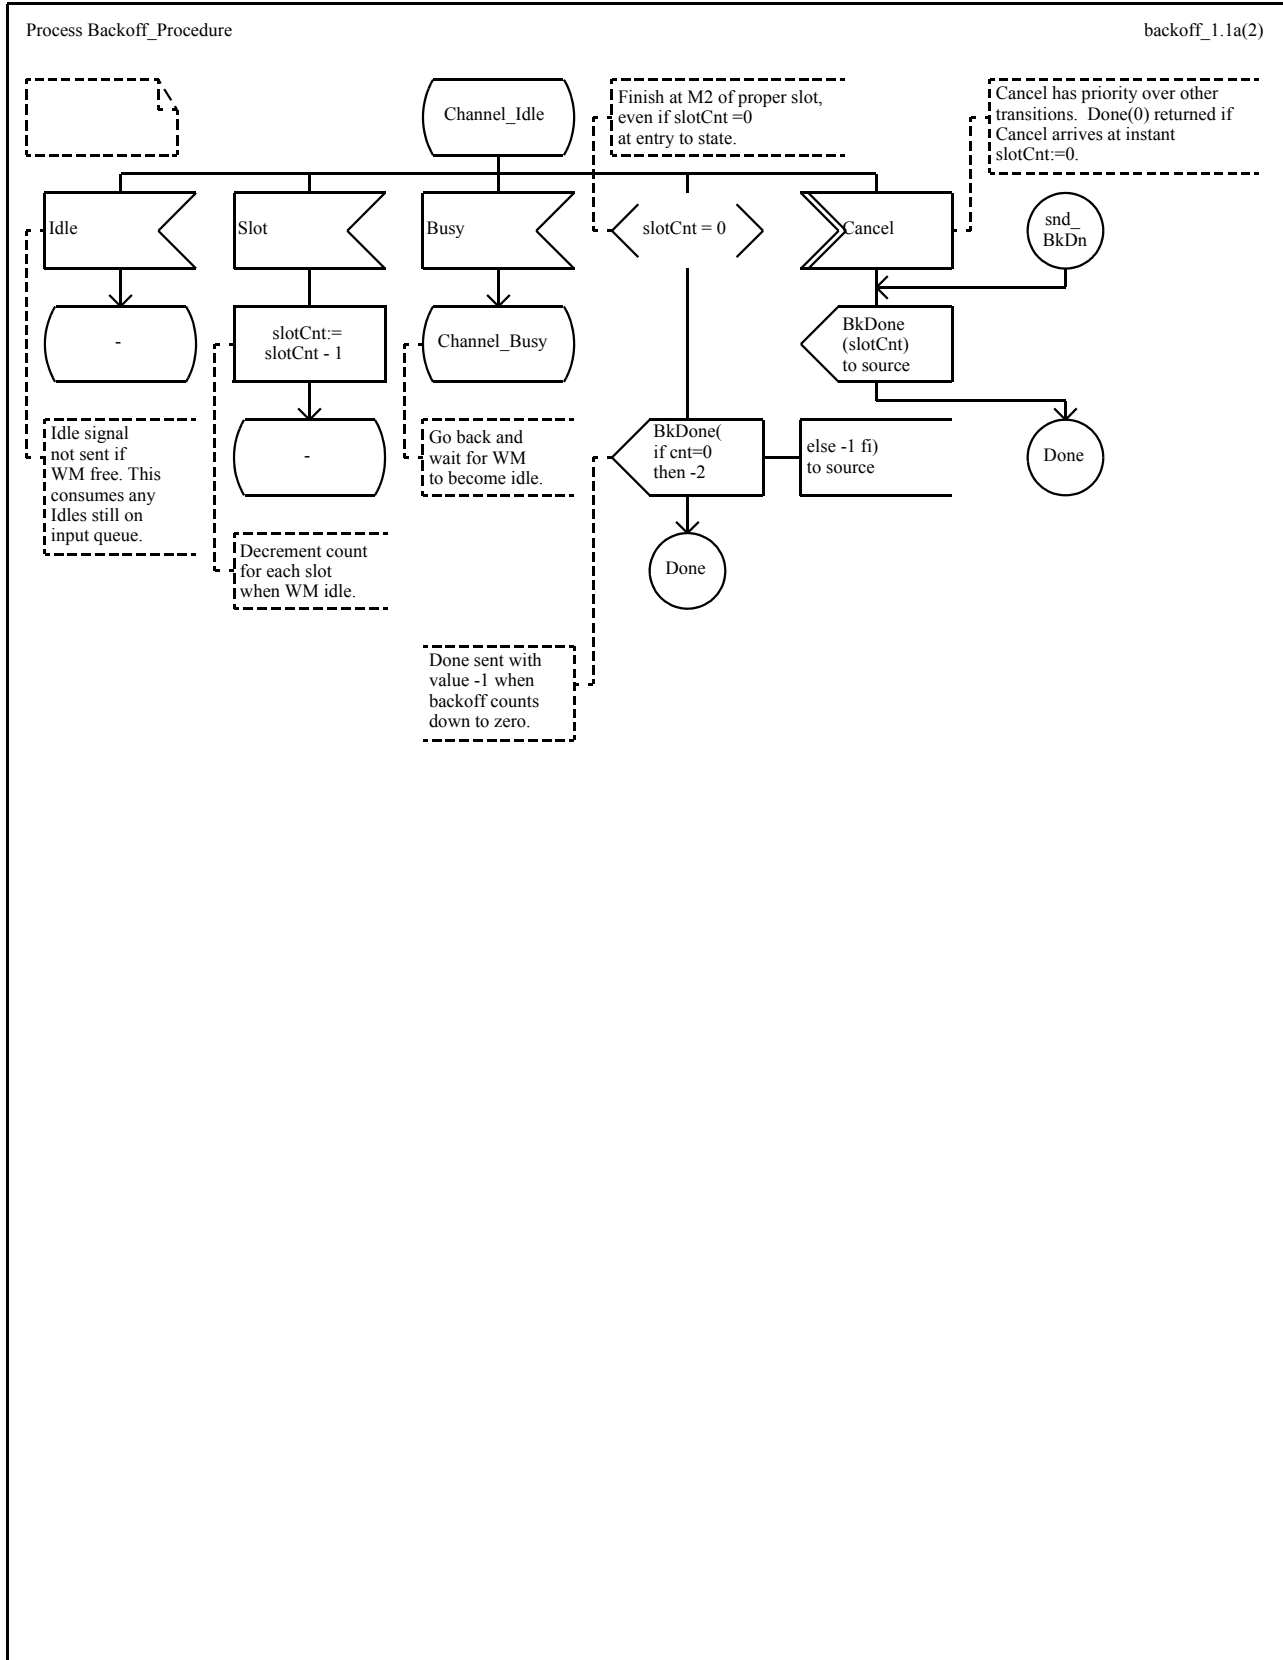 Process Backoff_Procedure
backoff_1.1a(2)
Channel_Idle
Finish at M2 of proper slot,
even if slotCnt =0
at entry to state.
Cancel has priority over other
transitions.  Done(0) returned if
Cancel arrives at instant
slotCnt:=0.
Idle
Slot
Busy
slotCnt = 0
Cancel
snd_
BkDn
-
slotCnt:=
slotCnt - 1
Channel_Busy
BkDone
(slotCnt)
to source
Idle signal
not sent if
WM free. This
consumes any
Idles still on
input queue.
-
Go back and
wait for WM
to become idle.
BkDone(
if cnt=0
then -2
else -1 fi)
to source
Done
Decrement count
for each slot
when WM idle.
Done
Done sent with
value -1 when
backoff counts
down to zero.